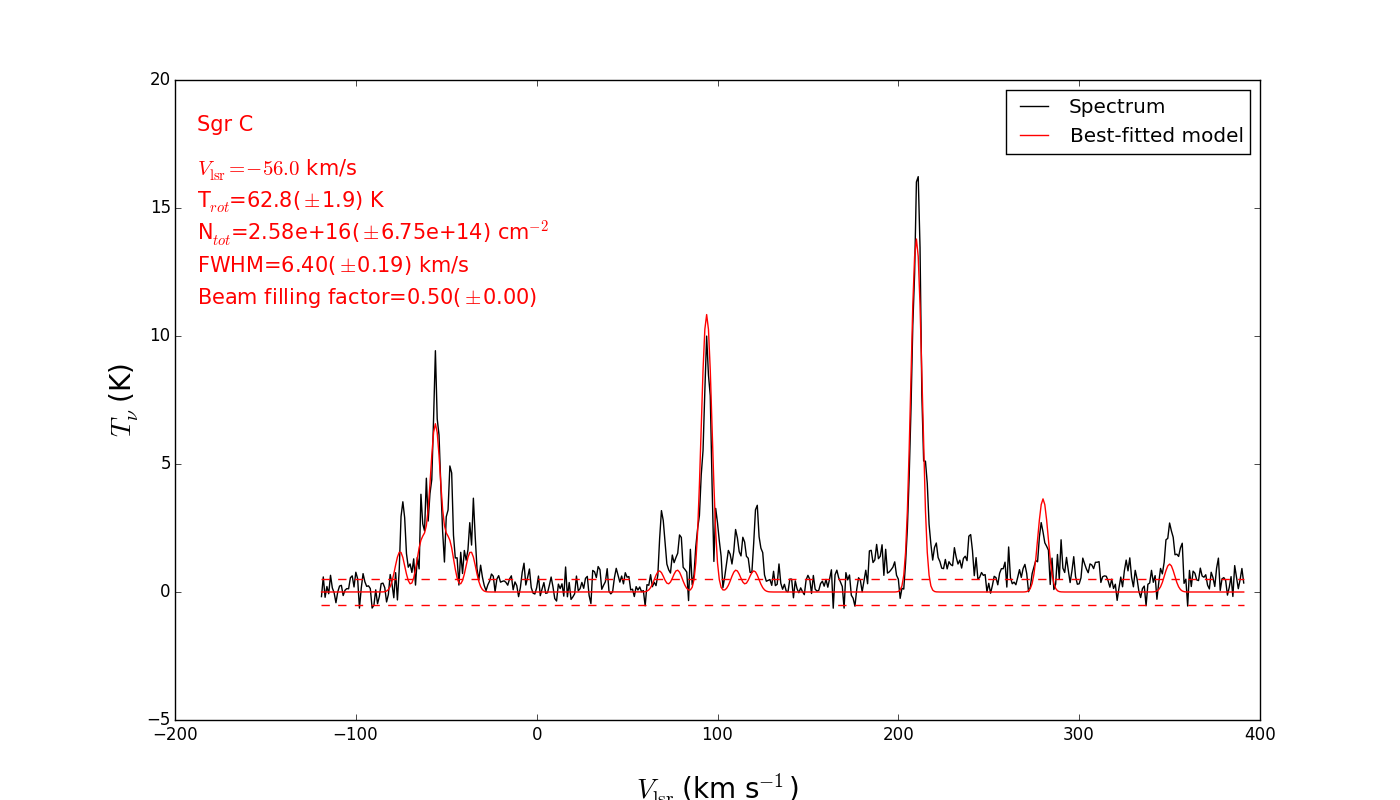 20
15
10
5
0
−5
−200
−100
0
100
200
300
400
T_ν (K)
V_lsr (km s⁻¹)
Sgr C
V_lsr=−56.0 km/s
T_rot=62.8(±1.9) K
N_tot=2.58e+16(±6.75e+14) cm⁻²
FWHM=6.40(±0.19) km/s
Beam filling factor=0.50(±0.00)
Spectrum
Best-fitted model